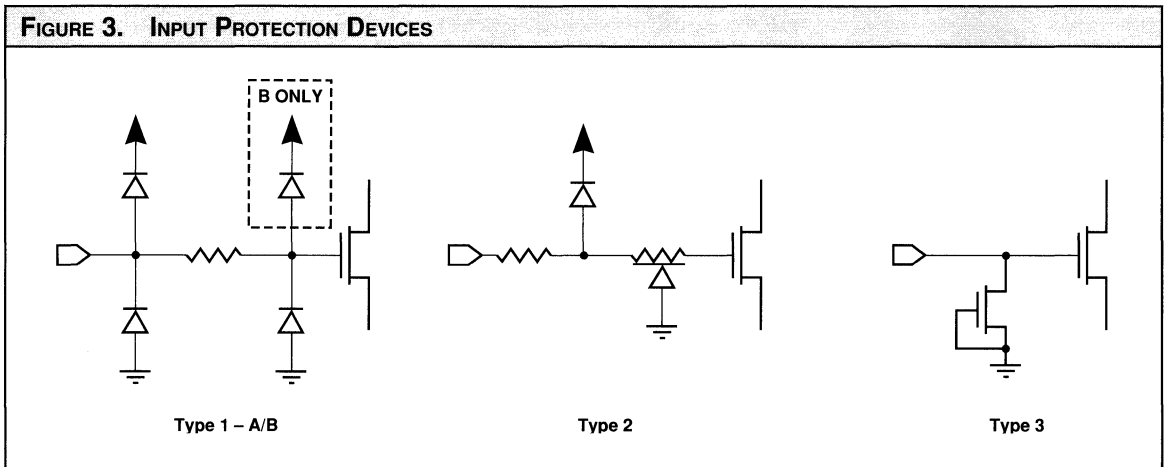 FIGURE 3. INPUT PROTECTION DEVICES
B ONLY
Type 1 – A/B
Type 2
Type 3